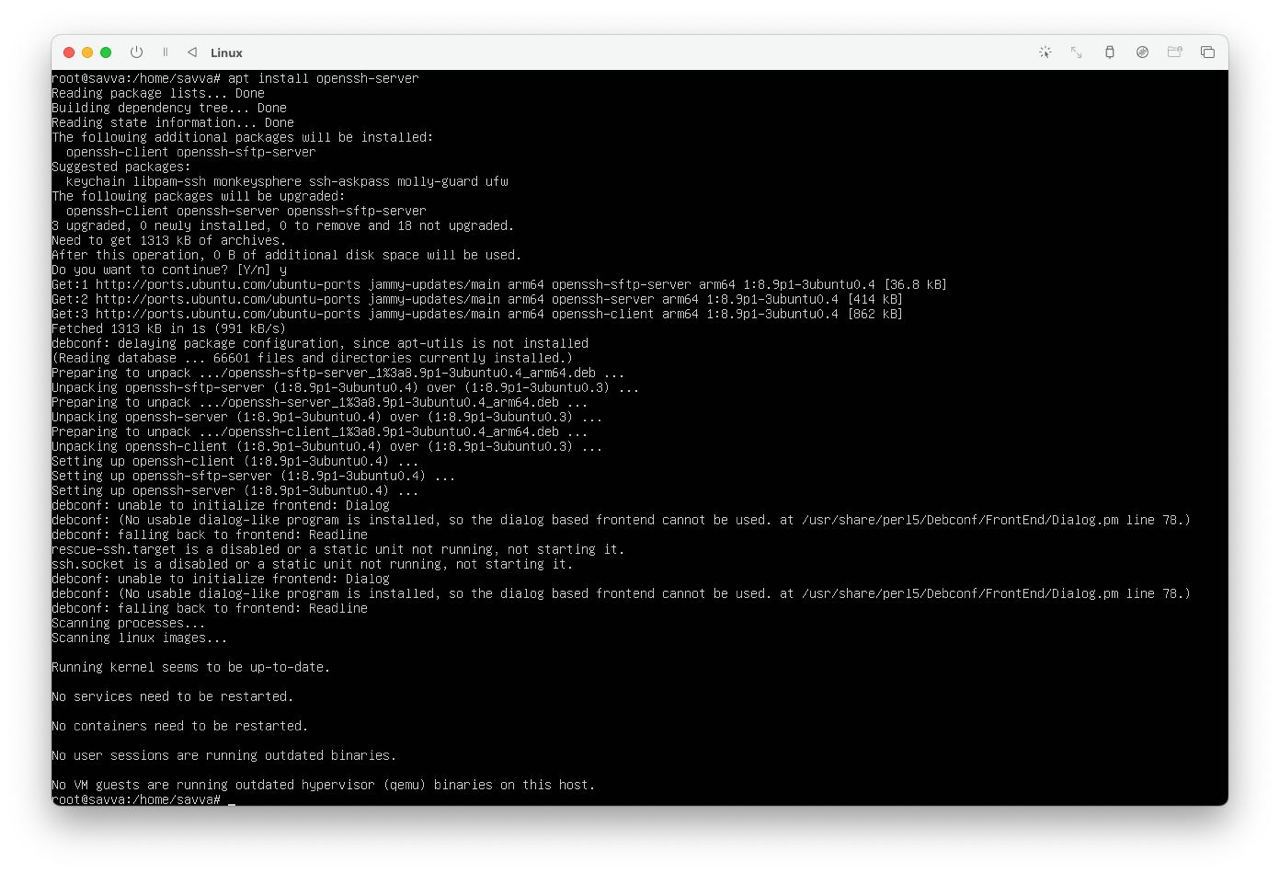 Linux
root@savva:/home/savva# apt install openssh-server
Reading package lists... Done
Building dependency tree... Done
Reading state information... Done
The following additional packages will be installed:
  openssh-client openssh-sftp-server
Suggested packages:
  keychain libpam-ssh monkeysphere ssh-askpass molly-guard ufw
The following packages will be upgraded:
  openssh-client openssh-server openssh-sftp-server
3 upgraded, 0 newly installed, 0 to remove and 18 not upgraded.
Need to get 1313 kB of archives.
After this operation, 0 B of additional disk space will be used.
Do you want to continue? [Y/n] y
Get:1 http://ports.ubuntu.com/ubuntu-ports jammy-updates/main arm64 openssh-sftp-server arm64 1:8.9p1-3ubuntu0.4 [36.8 kB]
Get:2 http://ports.ubuntu.com/ubuntu-ports jammy-updates/main arm64 openssh-server arm64 1:8.9p1-3ubuntu0.4 [414 kB]
Get:3 http://ports.ubuntu.com/ubuntu-ports jammy-updates/main arm64 openssh-client arm64 1:8.9p1-3ubuntu0.4 [862 kB]
Fetched 1313 kB in 1s (991 kB/s)
debconf: delaying package configuration, since apt-utils is not installed
(Reading database ... 66601 files and directories currently installed.)
Preparing to unpack .../openssh-sftp-server_1%3a8.9p1-3ubuntu0.4_arm64.deb ...
Unpacking openssh-sftp-server (1:8.9p1-3ubuntu0.4) over (1:8.9p1-3ubuntu0.3) ...
Preparing to unpack .../openssh-server_1%3a8.9p1-3ubuntu0.4_arm64.deb ...
Unpacking openssh-server (1:8.9p1-3ubuntu0.4) over (1:8.9p1-3ubuntu0.3) ...
Preparing to unpack .../openssh-client_1%3a8.9p1-3ubuntu0.4_arm64.deb ...
Unpacking openssh-client (1:8.9p1-3ubuntu0.4) over (1:8.9p1-3ubuntu0.3) ...
Setting up openssh-client (1:8.9p1-3ubuntu0.4) ...
Setting up openssh-sftp-server (1:8.9p1-3ubuntu0.4) ...
Setting up openssh-server (1:8.9p1-3ubuntu0.4) ...
debconf: unable to initialize frontend: Dialog
debconf: (No usable dialog-like program is installed, so the dialog based frontend cannot be used. at /usr/share/perl5/Debconf/FrontEnd/Dialog.pm line 78.)
debconf: falling back to frontend: Readline
rescue-ssh.target is a disabled or a static unit not running, not starting it.
ssh.socket is a disabled or a static unit not running, not starting it.
debconf: unable to initialize frontend: Dialog
debconf: (No usable dialog-like program is installed, so the dialog based frontend cannot be used. at /usr/share/perl5/Debconf/FrontEnd/Dialog.pm line 78.)
debconf: falling back to frontend: Readline
Scanning processes...
Scanning linux images...
Running kernel seems to be up-to-date.
No services need to be restarted.
No containers need to be restarted.
No user sessions are running outdated binaries.
No VM guests are running outdated hypervisor (qemu) binaries on this host.
root@savva:/home/savva# _